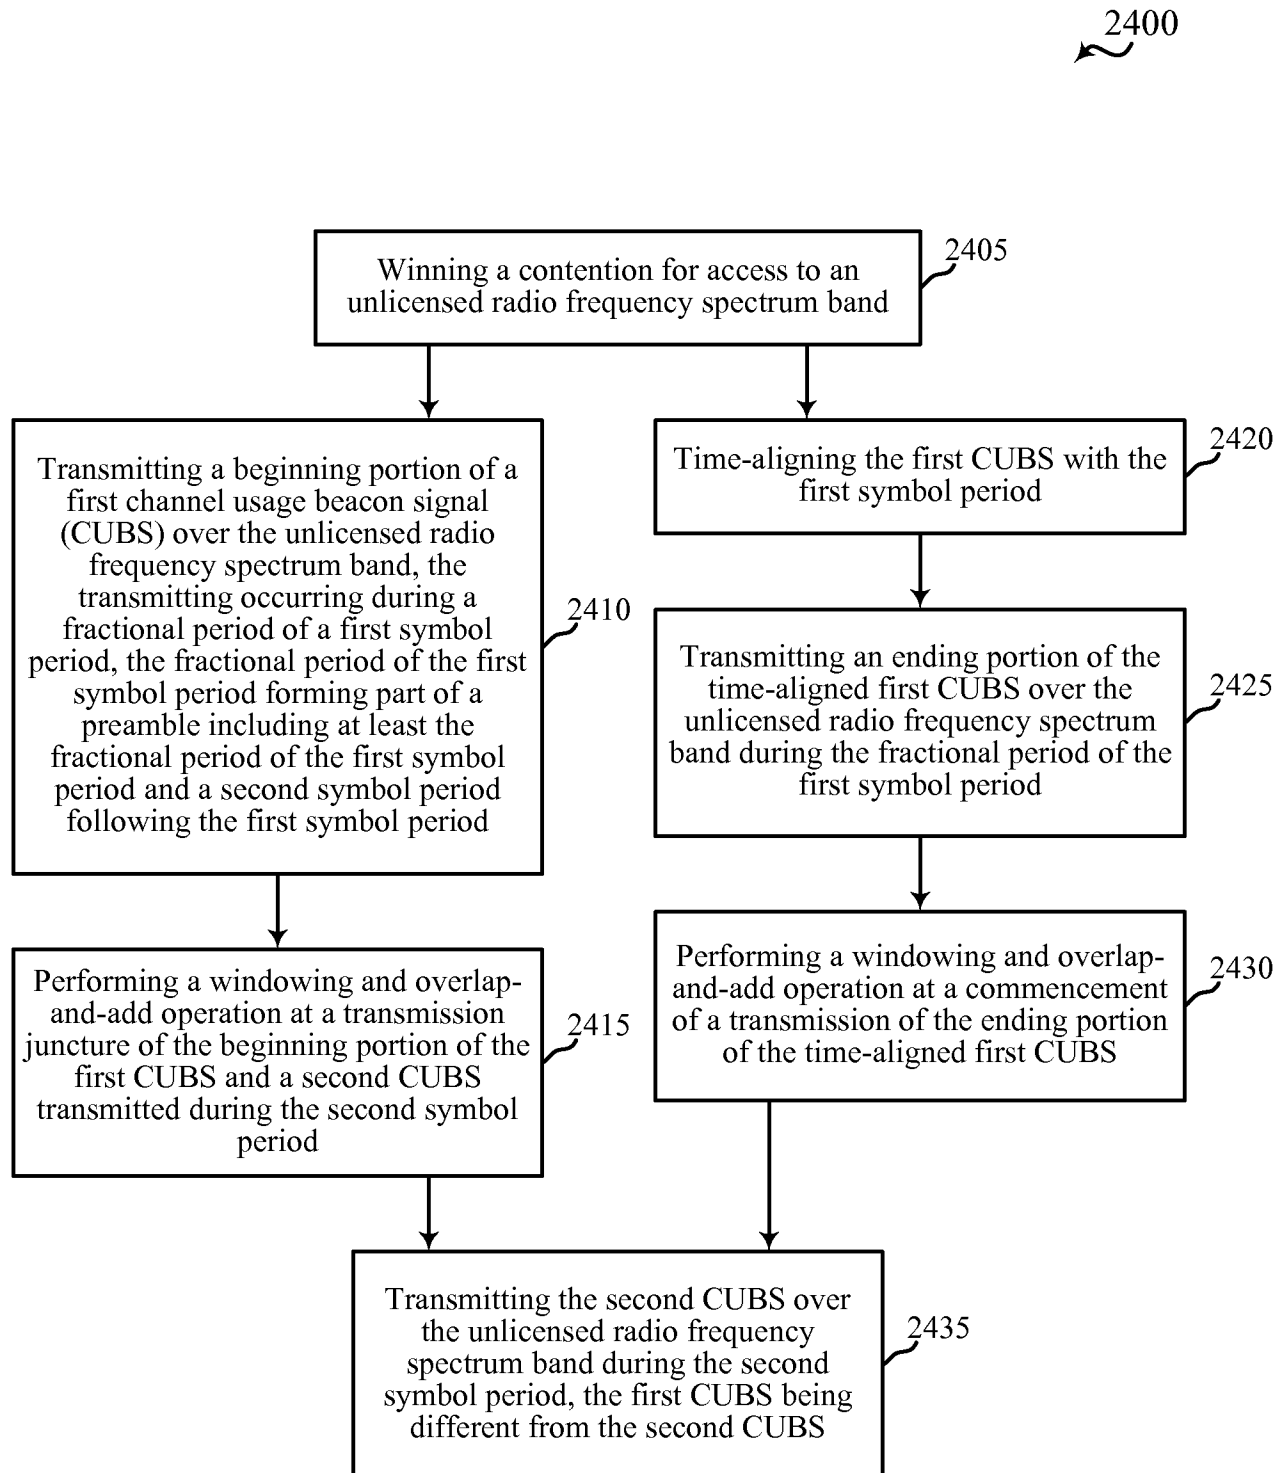 2400
Winning a contention for access to an
unlicensed radio frequency spectrum band
2405
Transmitting a beginning portion of a
first channel usage beacon signal
(CUBS) over the unlicensed radio
frequency spectrum band, the
transmitting occurring during a
fractional period of a first symbol
period, the fractional period of the first
symbol period forming part of a
preamble including at least the
fractional period of the first symbol
period and a second symbol period
following the first symbol period
2410
Performing a windowing and overlap-
and-add operation at a transmission
juncture of the beginning portion of the
first CUBS and a second CUBS
transmitted during the second symbol
period
2415
Time-aligning the first CUBS with the
first symbol period
2420
Transmitting an ending portion of the
time-aligned first CUBS over the
unlicensed radio frequency spectrum
band during the fractional period of the
first symbol period
2425
Performing a windowing and overlap-
and-add operation at a commencement
of a transmission of the ending portion
of the time-aligned first CUBS
2430
Transmitting the second CUBS over
the unlicensed radio frequency
spectrum band during the second
symbol period, the first CUBS being
different from the second CUBS
2435